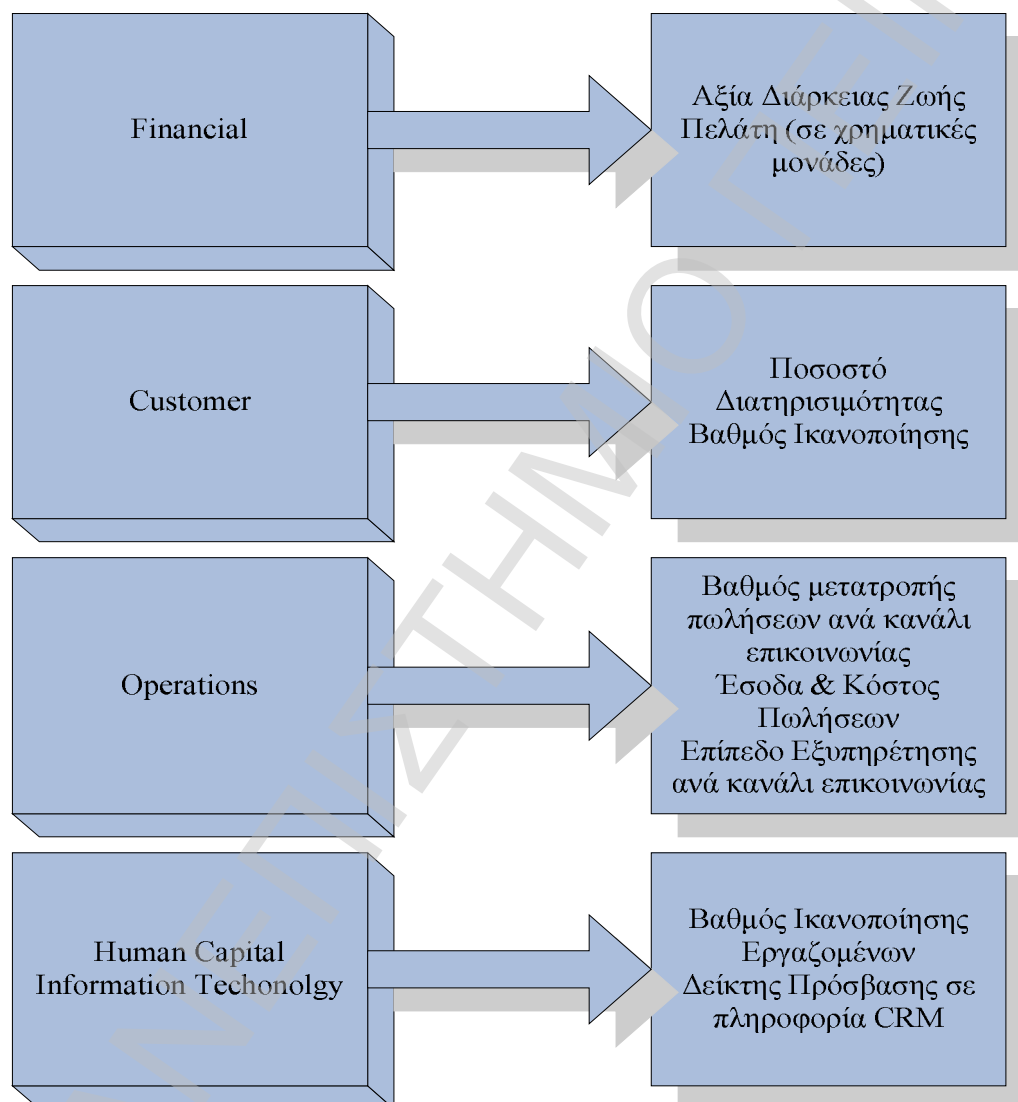 Financial
Αξία Διάρκειας Ζωής
Πελάτη (σε χρηματικές
μονάδες)
Customer
Ποσοστό
Διατηρισιμότητας
Βαθμός Ικανοποίησης
Operations
Βαθμός μετατροπής
πωλήσεων ανά κανάλι
επικοινωνίας
Έσοδα & Κόστος
Πωλήσεων
Επίπεδο Εξυπηρέτησης
ανά κανάλι επικοινωνίας
Human Capital
Information Techonolgy
Βαθμός Ικανοποίησης
Εργαζομένων
Δείκτης Πρόσβασης σε
πληροφορία CRM